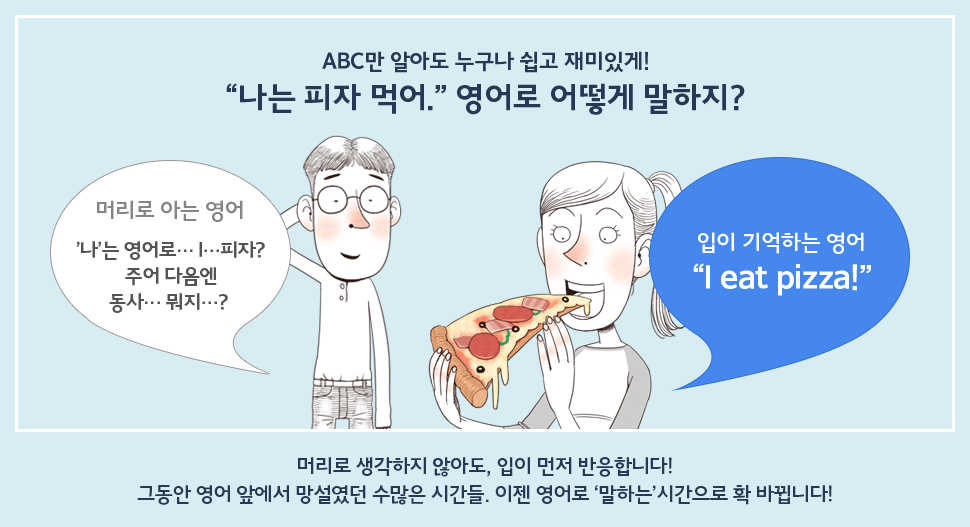 ABC만 알아도 누구나 쉽고 재미있게!
“나는 피자 먹어.” 영어로 어떻게 말하지?
머리로 아는 영어
’나’는 영어로… I…피자?
주어 다음엔
동사… 뭐지…?
입이 기억하는 영어
“I eat pizza!”
머리로 생각하지 않아도, 입이 먼저 반응합니다!
그동안 영어 앞에서 망설였던 수많은 시간들. 이젠 영어로 ‘말하는’시간으로 확 바뀝니다!